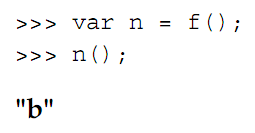 >>> var n = f();
>>> n();
"b"